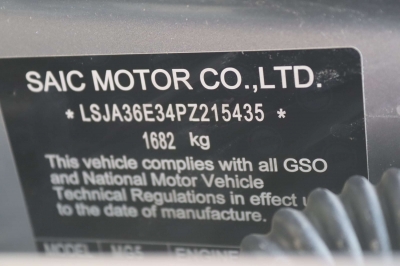 SAIC MOTOR CO.,LTD.
* LSJA36E34PZ215435 *
1682 kg
This vehicle complies with all GSO
and National Motor Vehicle
Technical Regulations in effect
to the date of manufacture.
MODEL MG5 ENGINE